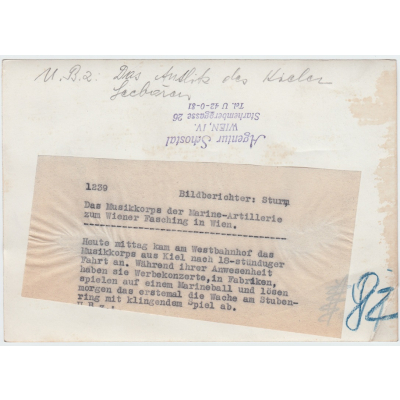 U.B.z: Das Antlitz des Kieler
Seebären
Agentur Schostal
WIEN, IV.
Starhemberggasse 26
Tel. U 42-0-61
1239 Bildberichter: Sturm
Das Musikkorps der Marine-Artillerie
zum Wiener Fasching in Wien.
Heute mittag kam am Westbahnhof das
Musikkorps aus Kiel nach 18-stündiger
Fahrt an. Während ihrer Anwesenheit
haben sie Werbekonzerte, in Fabriken,
spielen auf einem Marineball und lösen
morgen das erstemal die Wache am Stuben-
ring mit klingendem Spiel ab.